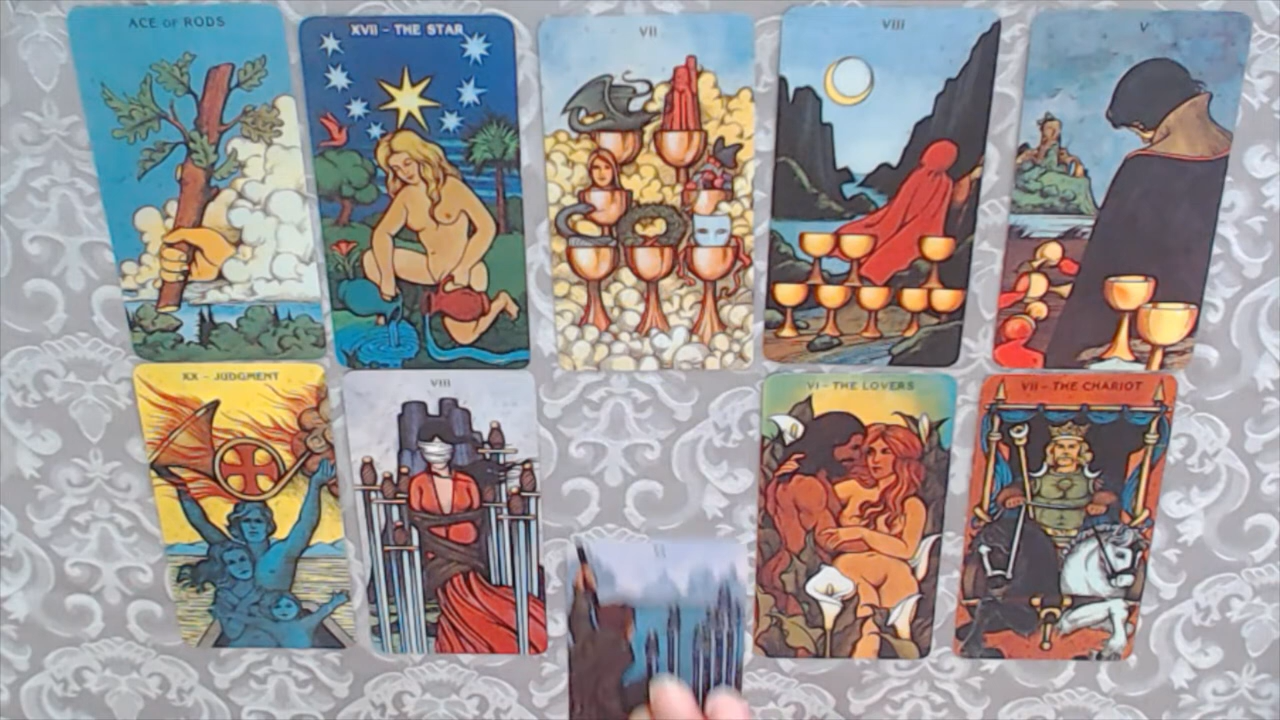 ACE OF RODS
XVII - THE STAR
VII
VIII
V
XX - JUDGMENT
VIII
VI - THE LOVERS
VII - THE CHARIOT